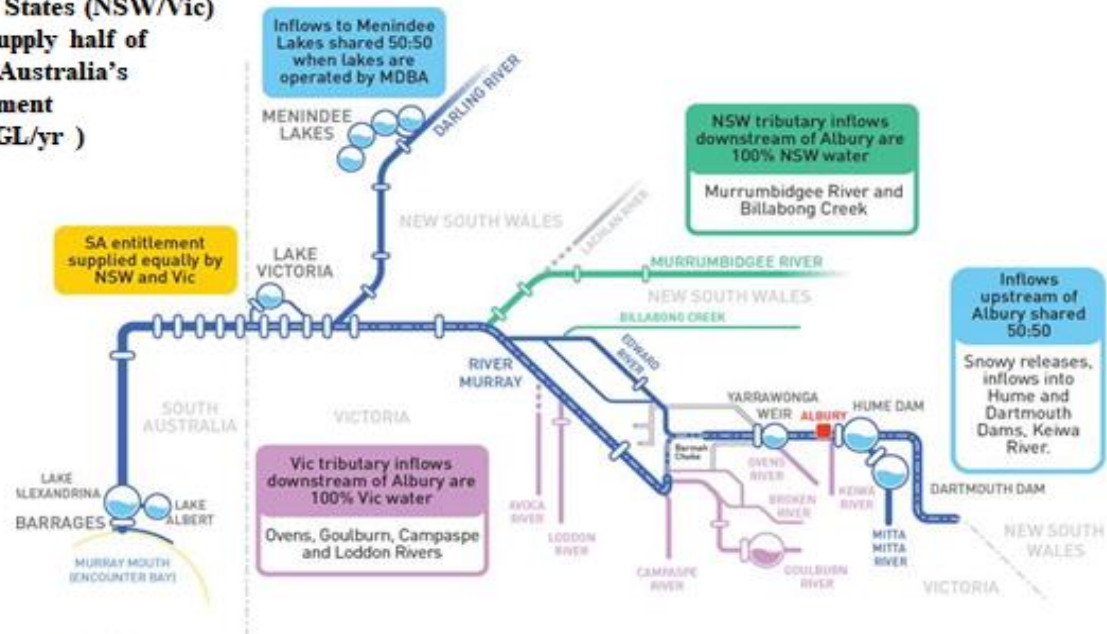 States (NSW/Vic)
supply half of
Australia's
ment
GL/yr )
Inflows to Menindee
Lakes shared 50:50
when lakes are
operated by MDBA
MENINDEE
LAKES
DARLING RIVER
NSW tributary inflows
downstream of Albury are
100% NSW water
Murrumbidgee River and
Billabong Creek
NEW SOUTH WALES
LACHLAN RIVER
SA entitlement
supplied equally by
NSW and Vic
LAKE
VICTORIA
MURRUMBIDGEE RIVER
NEW SOUTH WALES
BILLABONG CREEK
Inflows
upstream of
Albury shared
50:50
Snowy releases,
inflows into
Hume and
Dartmouth
Dams, Keiwa
River.
EDWARD
RIVER
RIVER
MURRAY
YARRAWONGA
WEIR
ALBURY
HUME DAM
SOUTH
AUSTRALIA
VICTORIA
Barmah
Choke
Vic tributary inflows
downstream of Albury are
100% Vic water
Ovens, Goulburn, Campaspe
and Loddon Rivers
OVENS
RIVER
KEIWA
RIVER
DARTMOUTH DAM
LAKE
ALEXANDRINA
LAKE
ALBERT
BARRAGES
AVOCA
RIVER
BROKEN
RIVER
LODDON
RIVER
MITTA
MITTA
RIVER
NEW SOUTH
WALES
MURRAY MOUTH
(ENCOUNTER BAY)
CAMPASPE
RIVER
GOULBURN
RIVER
VICTORIA